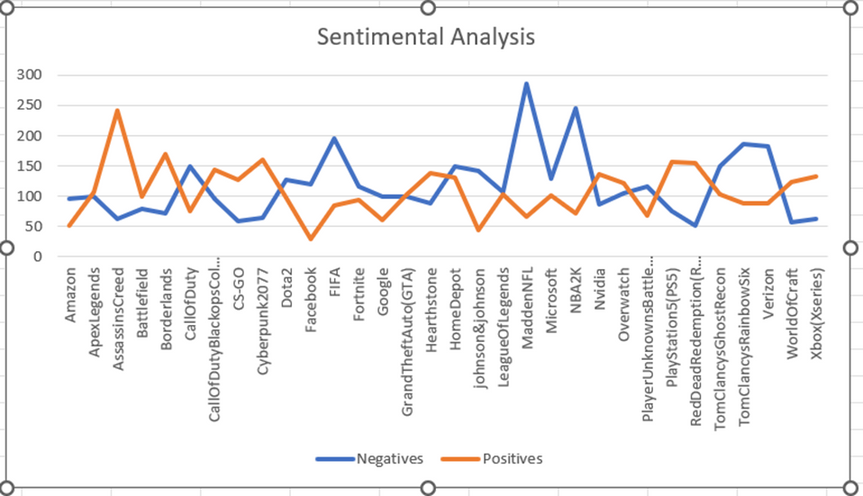 Sentimental Analysis
300
250
200
150
100
50
0
Amazon
ApexLegends
AssassinsCreed
Battlefield
Borderlands
CallOfDuty
CallOfDutyBlackopsCol...
CS-GO
Cyberpunk2077
Dota2
Facebook
FIFA
Fortnite
Google
GrandTheftAuto(GTA)
Hearthstone
HomeDepot
johnson&johnson
LeagueOfLegends
MaddenNFL
Microsoft
NBA2K
Nvidia
Overwatch
PlayerUnknownsBattle...
PlayStation5(PS5)
RedDeadRedemption(R...
TomClancysGhostRecon
TomClancysRainbowSix
Verizon
WorldOfCraft
Xbox(Xseries)
Negatives Positives